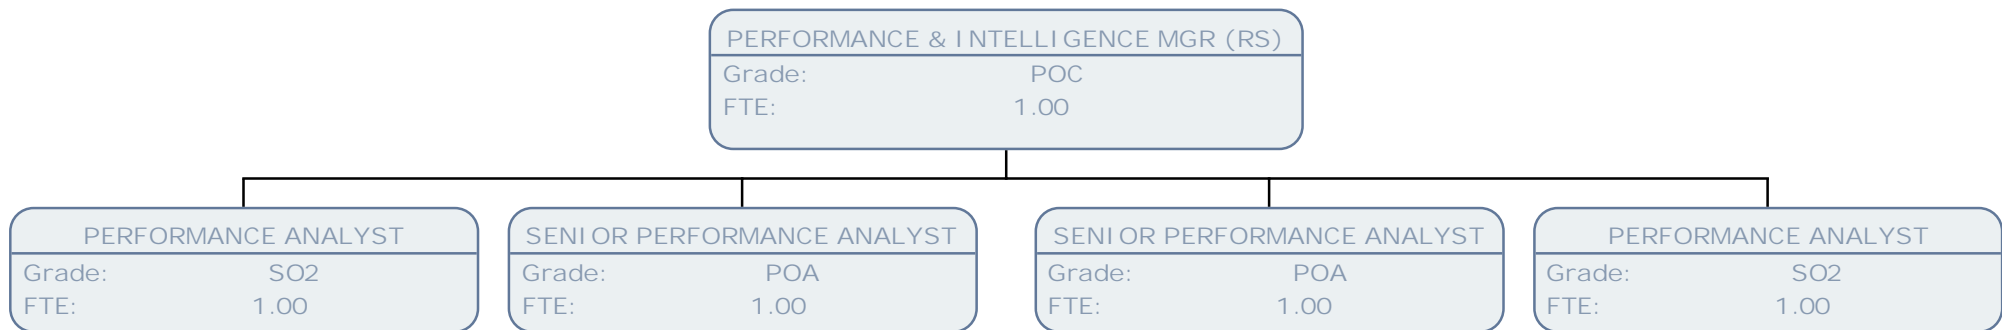 PERFORMANCE & INTELLIGENCE MGR (RS)
Grade: POC
FTE: 1.00
PERFORMANCE ANALYST
Grade: SO2
FTE: 1.00
SENIOR PERFORMANCE ANALYST
Grade: POA
FTE: 1.00
SENIOR PERFORMANCE ANALYST
Grade: POA
FTE: 1.00
PERFORMANCE ANALYST
Grade: SO2
FTE: 1.00